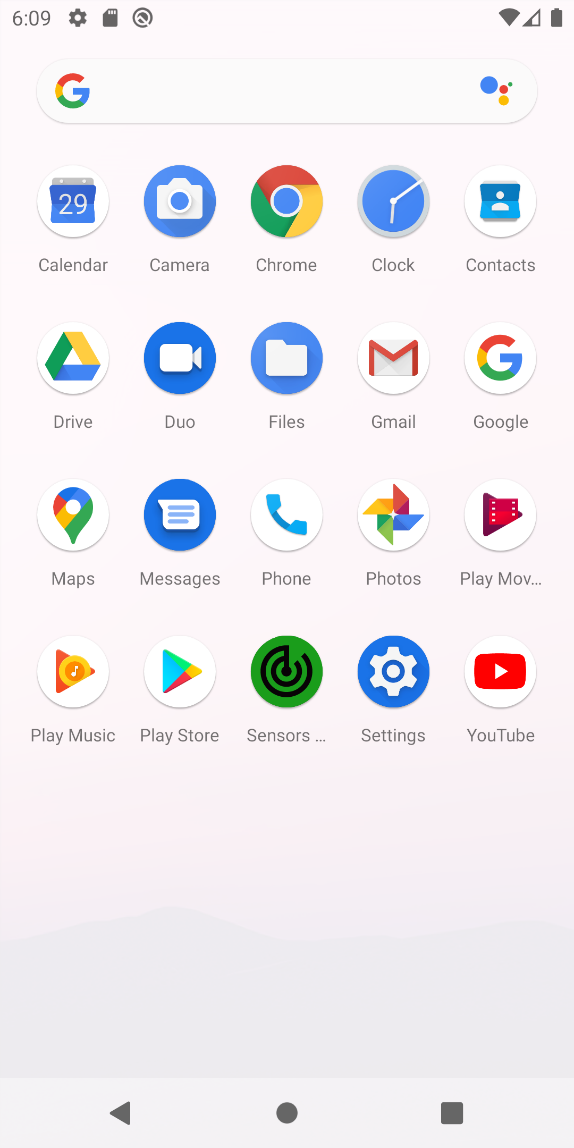 6:09
29
Calendar Camera Chrome Clock Contacts
Drive Duo Files Gmail Google
Maps Messages Phone Photos Play Mov...
Play Music Play Store Sensors ... Settings YouTube